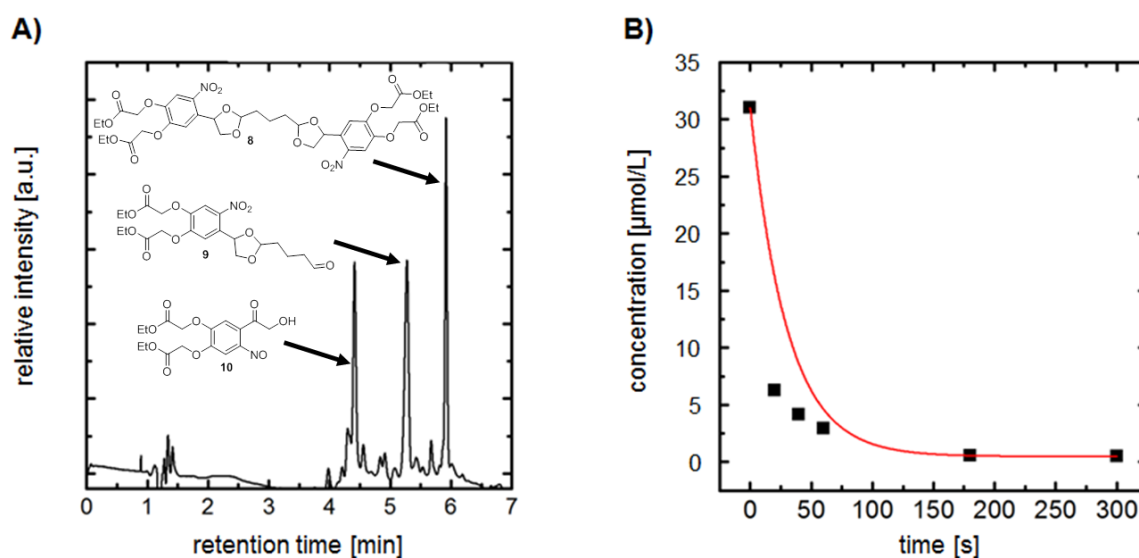 A)
relative intensity [a.u.]
NO₂
O
O
EtO
O
EtO
O
O
O
O
8
O
O
NO₂
O
O
OEt
O
OEt
O
O
EtO
O
NO₂
EtO
O
O
O
O
9
O
O
EtO
O
O
OH
EtO
O
O
NO
10
0 1 2 3 4 5 6 7
retention time [min]
B)
concentration [µmol/L]
35
30
25
20
15
10
5
0
0 50 100 150 200 250 300
time [s]